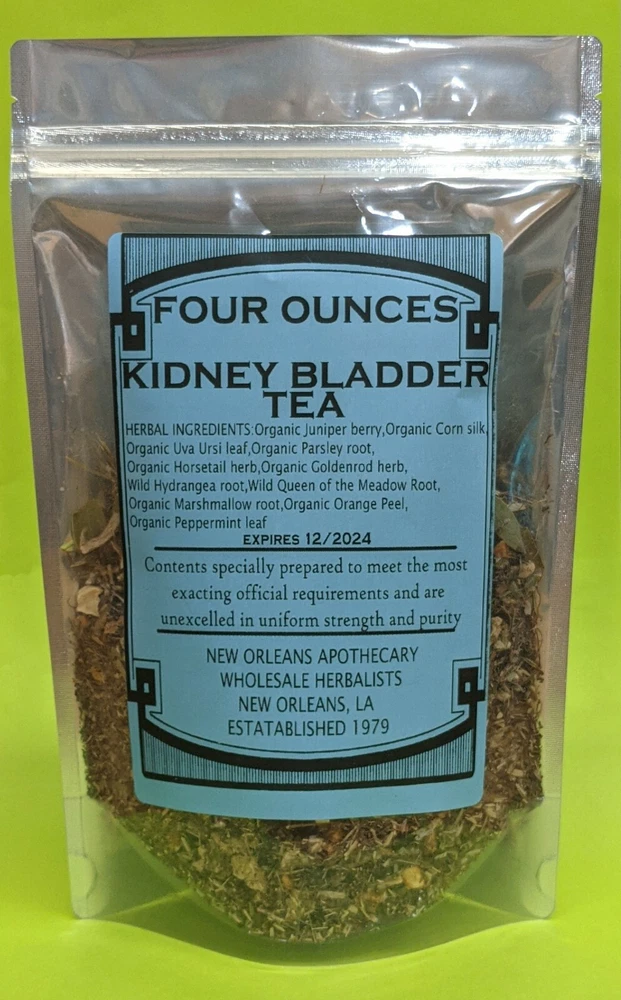 FOUR OUNCES
KIDNEY BLADDER
TEA
HERBAL INGREDIENTS:Organic Juniper berry,Organic Corn silk,
Organic Uva Ursi leaf,Organic Parsley root,
Organic Horsetail herb,Organic Goldenrod herb,
Wild Hydrangea root,Wild Queen of the Meadow Root,
Organic Marshmallow root,Organic Orange Peel,
Organic Peppermint leaf
EXPIRES 12/2024
Contents specially prepared to meet the most
exacting official requirements and are
unexcelled in uniform strength and purity
NEW ORLEANS APOTHECARY
WHOLESALE HERBALISTS
NEW ORLEANS, LA
ESTATABLISHED 1979